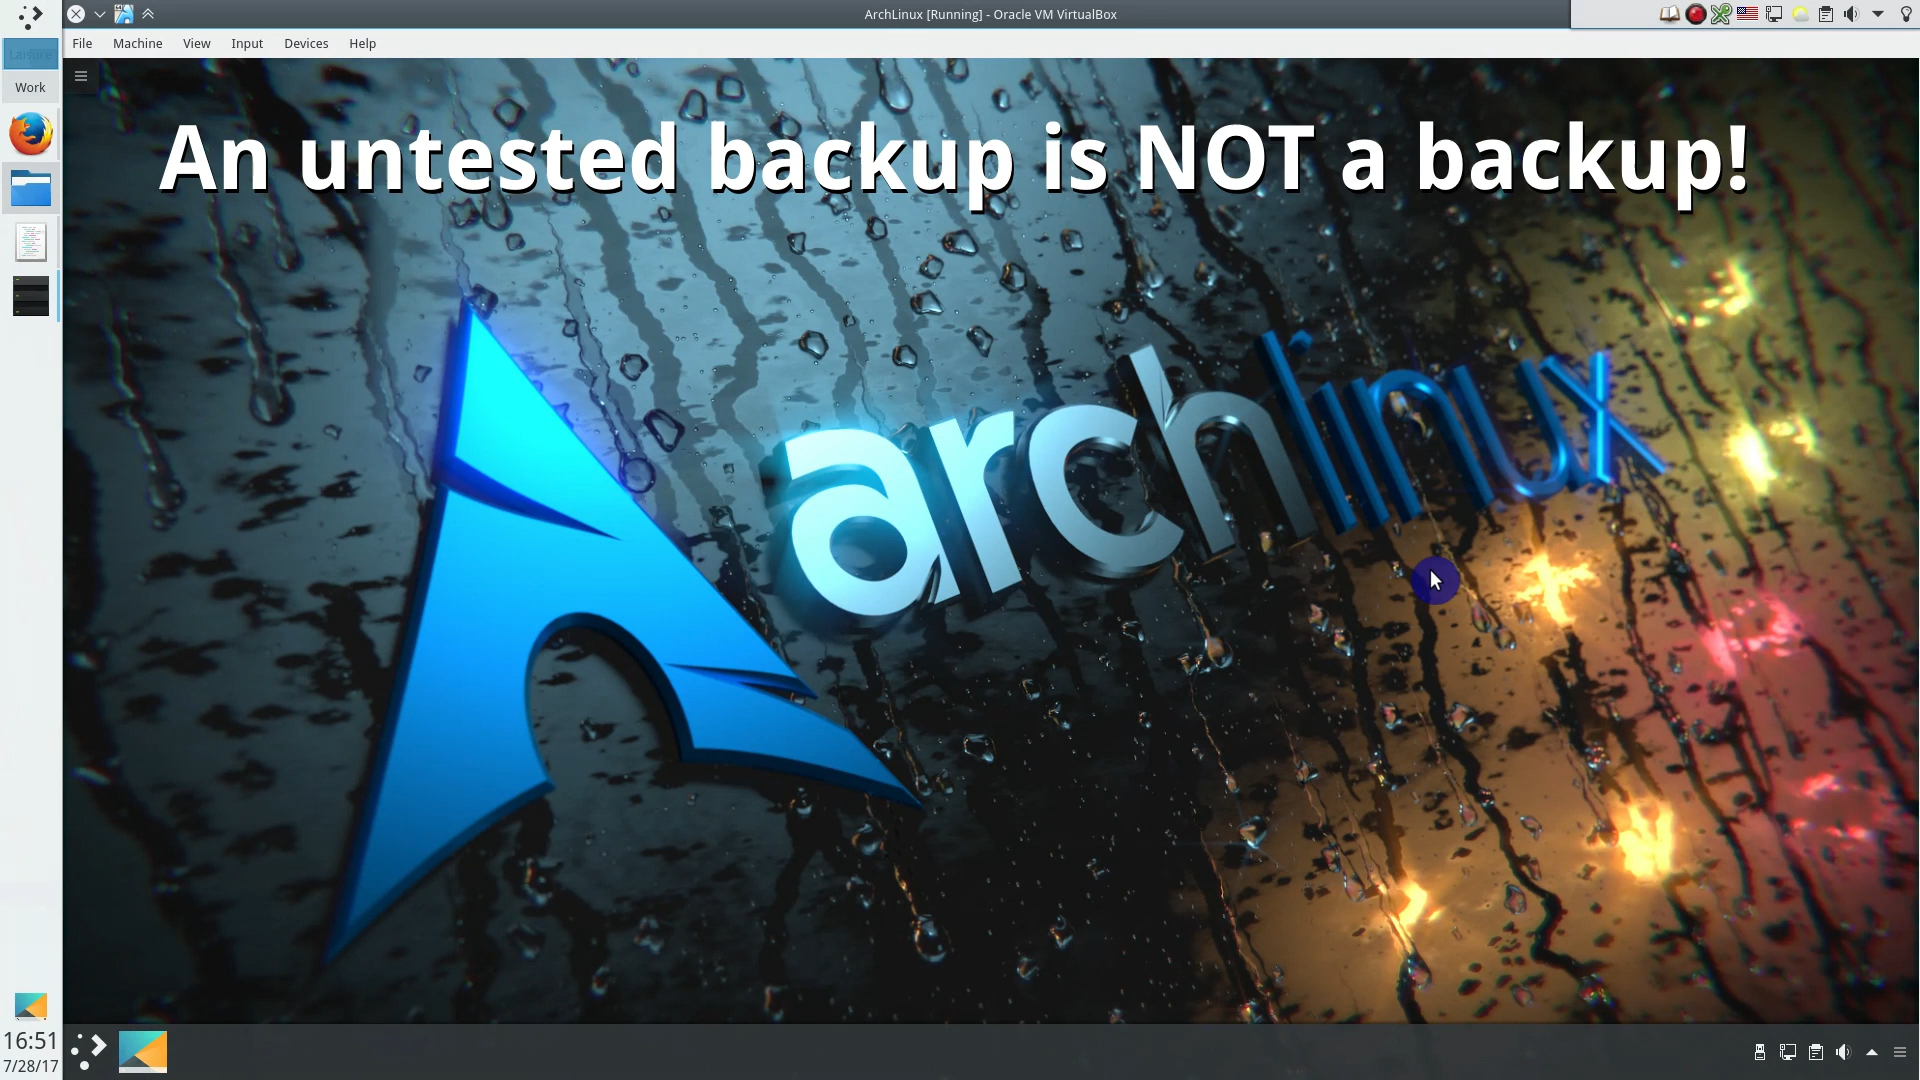 ArchLinux [Running] - Oracle VM VirtualBox
File Machine View Input Devices Help
Work
An untested backup is NOT a backup!
archlinux
16:51
7/28/17